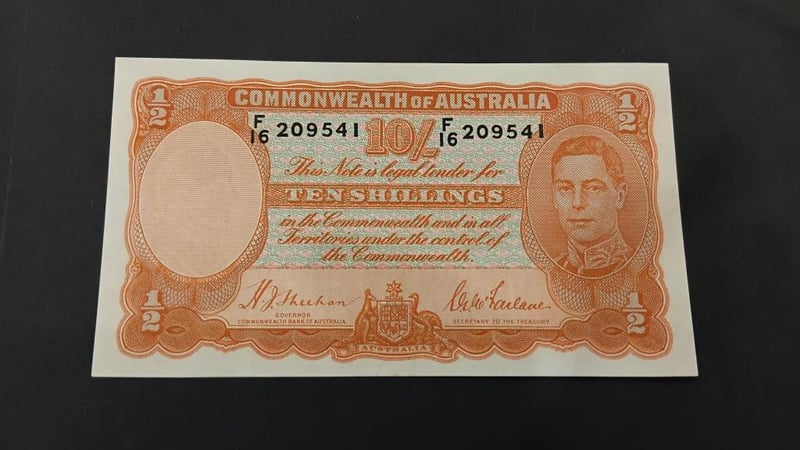 COMMONWEALTH OF AUSTRALIA
1/2
1/2
F/16 209541
10/-
F/16 209541
This Note is legal tender for
TEN SHILLINGS
in the Commonwealth and in all
Territories under the control of
the Commonwealth.
H.J. Sheehan
GOVERNOR
COMMONWEALTH BANK OF AUSTRALIA.
SECRETARY TO THE TREASURY
1/2
1/2
AUSTRALIA